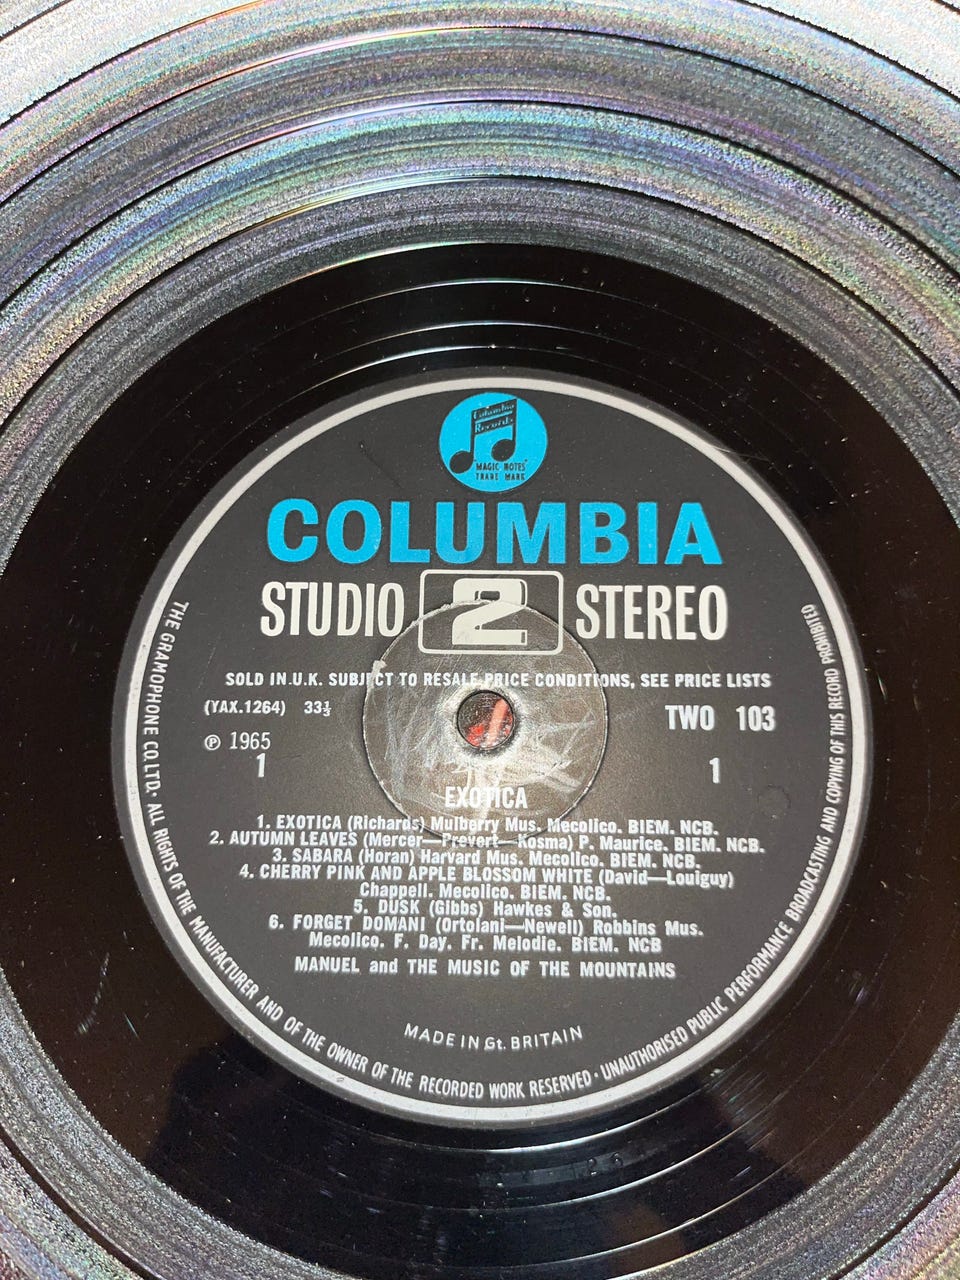 Columbia
Records
MAGIC NOTES
TRADE MARK
COLUMBIA
STUDIO 2 STEREO
SOLD IN U.K. SUBJECT TO RESALE PRICE CONDITIONS, SEE PRICE LISTS
(YAX.1264) 33⅓ TWO 103
℗ 1965
1 1
EXOTICA
1. EXOTICA (Richards) Mulberry Mus. Mecolico. BIEM. NCB.
2. AUTUMN LEAVES (Mercer—Prevert—Kosma) P. Maurice. BIEM. NCB.
3. SABARA (Horan) Harvard Mus. Mecolico. BIEM. NCB.
4. CHERRY PINK AND APPLE BLOSSOM WHITE (David—Louiguy)
Chappell. Mecolico. BIEM. NCB.
5. DUSK (Gibbs) Hawkes & Son.
6. FORGET DOMANI (Ortolani—Newell) Robbins Mus.
Mecolico. F. Day. Fr. Melodie. BIEM. NCB
MANUEL and THE MUSIC OF THE MOUNTAINS
MADE IN Gt. BRITAIN
THE GRAMOPHONE CO. LTD. ALL RIGHTS OF THE MANUFACTURER AND OF THE OWNER OF THE RECORDED WORK RESERVED · UNAUTHORISED PUBLIC PERFORMANCE BROADCASTING AND COPYING OF THIS RECORD PROHIBITED